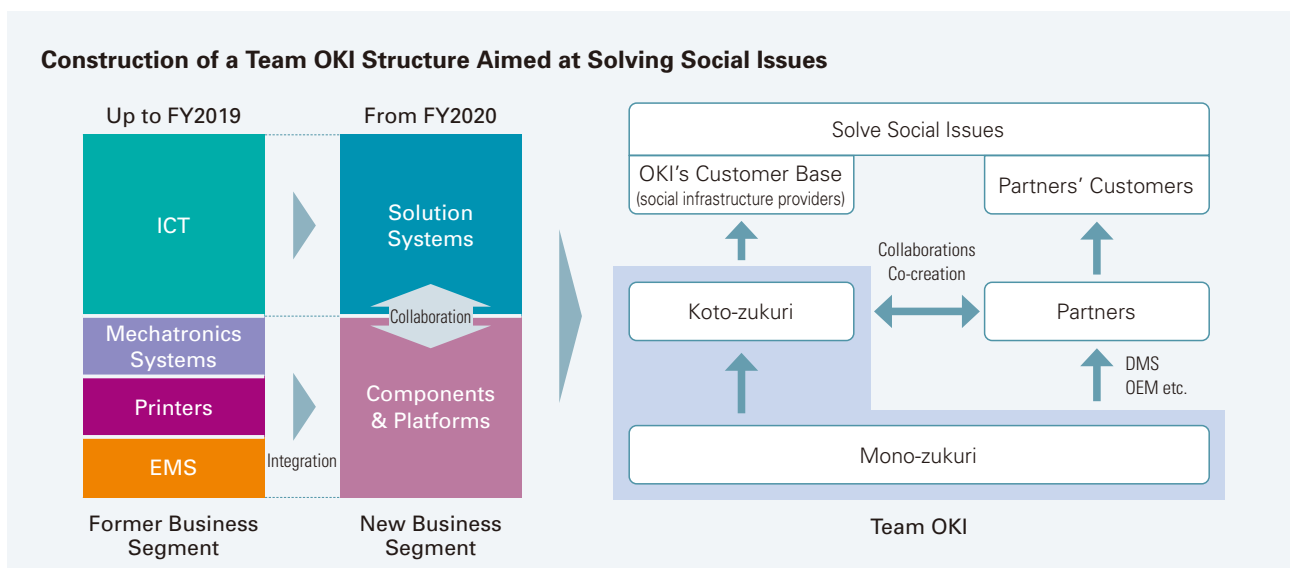 Construction of a Team OKI Structure Aimed at Solving Social Issues
Up to FY2019
From FY2020
ICT
Mechatronics
Systems
Printers
EMS
Integration
Solution
Systems
Collaboration
Components
& Platforms
Former Business
Segment
New Business
Segment
Solve Social Issues
OKI's Customer Base
(social infrastructure providers)
Partners' Customers
Collaborations
Co-creation
Koto-zukuri
Partners
DMS
OEM etc.
Mono-zukuri
Team OKI